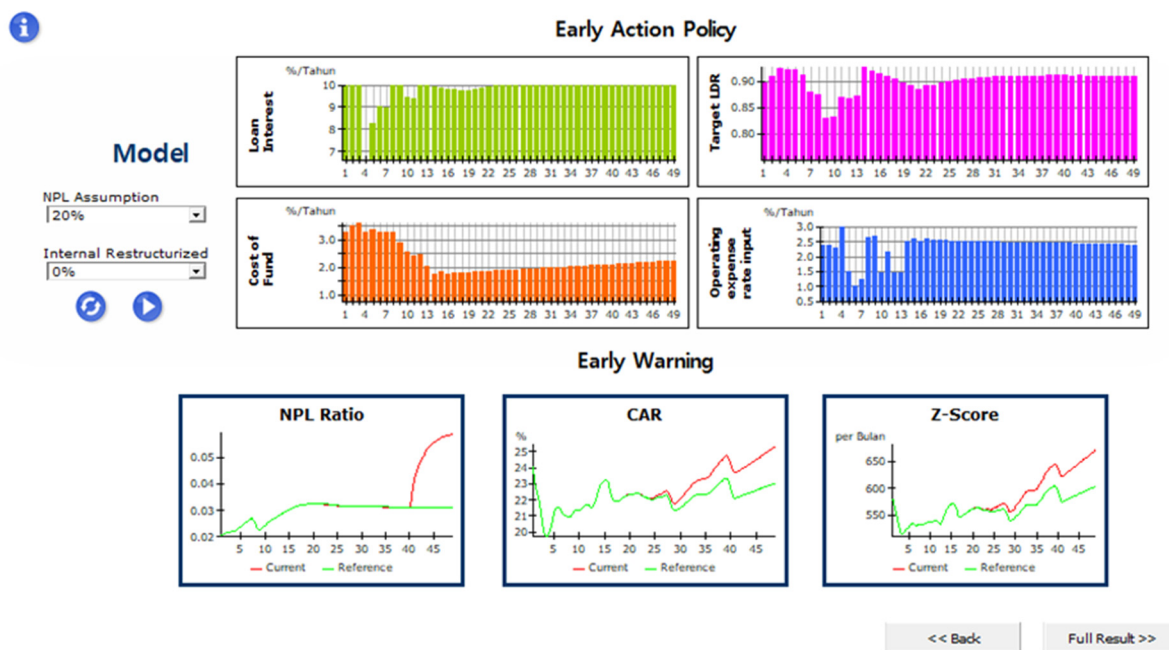 i
Early Action Policy
Model
NPL Assumption
20%
Internal Restructurized
0%
Loan
Interest
%/Tahun
10
9
8
7
1 4 7 10 13 16 19 22 25 28 31 34 37 40 43 46 49
Target LDR
0.90
0.85
0.80
1 4 7 10 13 16 19 22 25 28 31 34 37 40 43 46 49
Cost of
Fund
%/Tahun
3.0
2.0
1.0
1 4 7 10 13 16 19 22 25 28 31 34 37 40 43 46 49
Operating
expense
rate input
%/Tahun
3.0
2.5
2.0
1.5
1.0
0.5
1 4 7 10 13 16 19 22 25 28 31 34 37 40 43 46 49
Early Warning
NPL Ratio
0.05
0.04
0.03
0.02
5 10 15 20 25 30 35 40 45
Current Reference
CAR
%
25
24
23
22
21
20
5 10 15 20 25 30 35 40 45
Current Reference
Z-Score
per Bulan
650
600
550
5 10 15 20 25 30 35 40 45
Current Reference
<< Back
Full Result >>